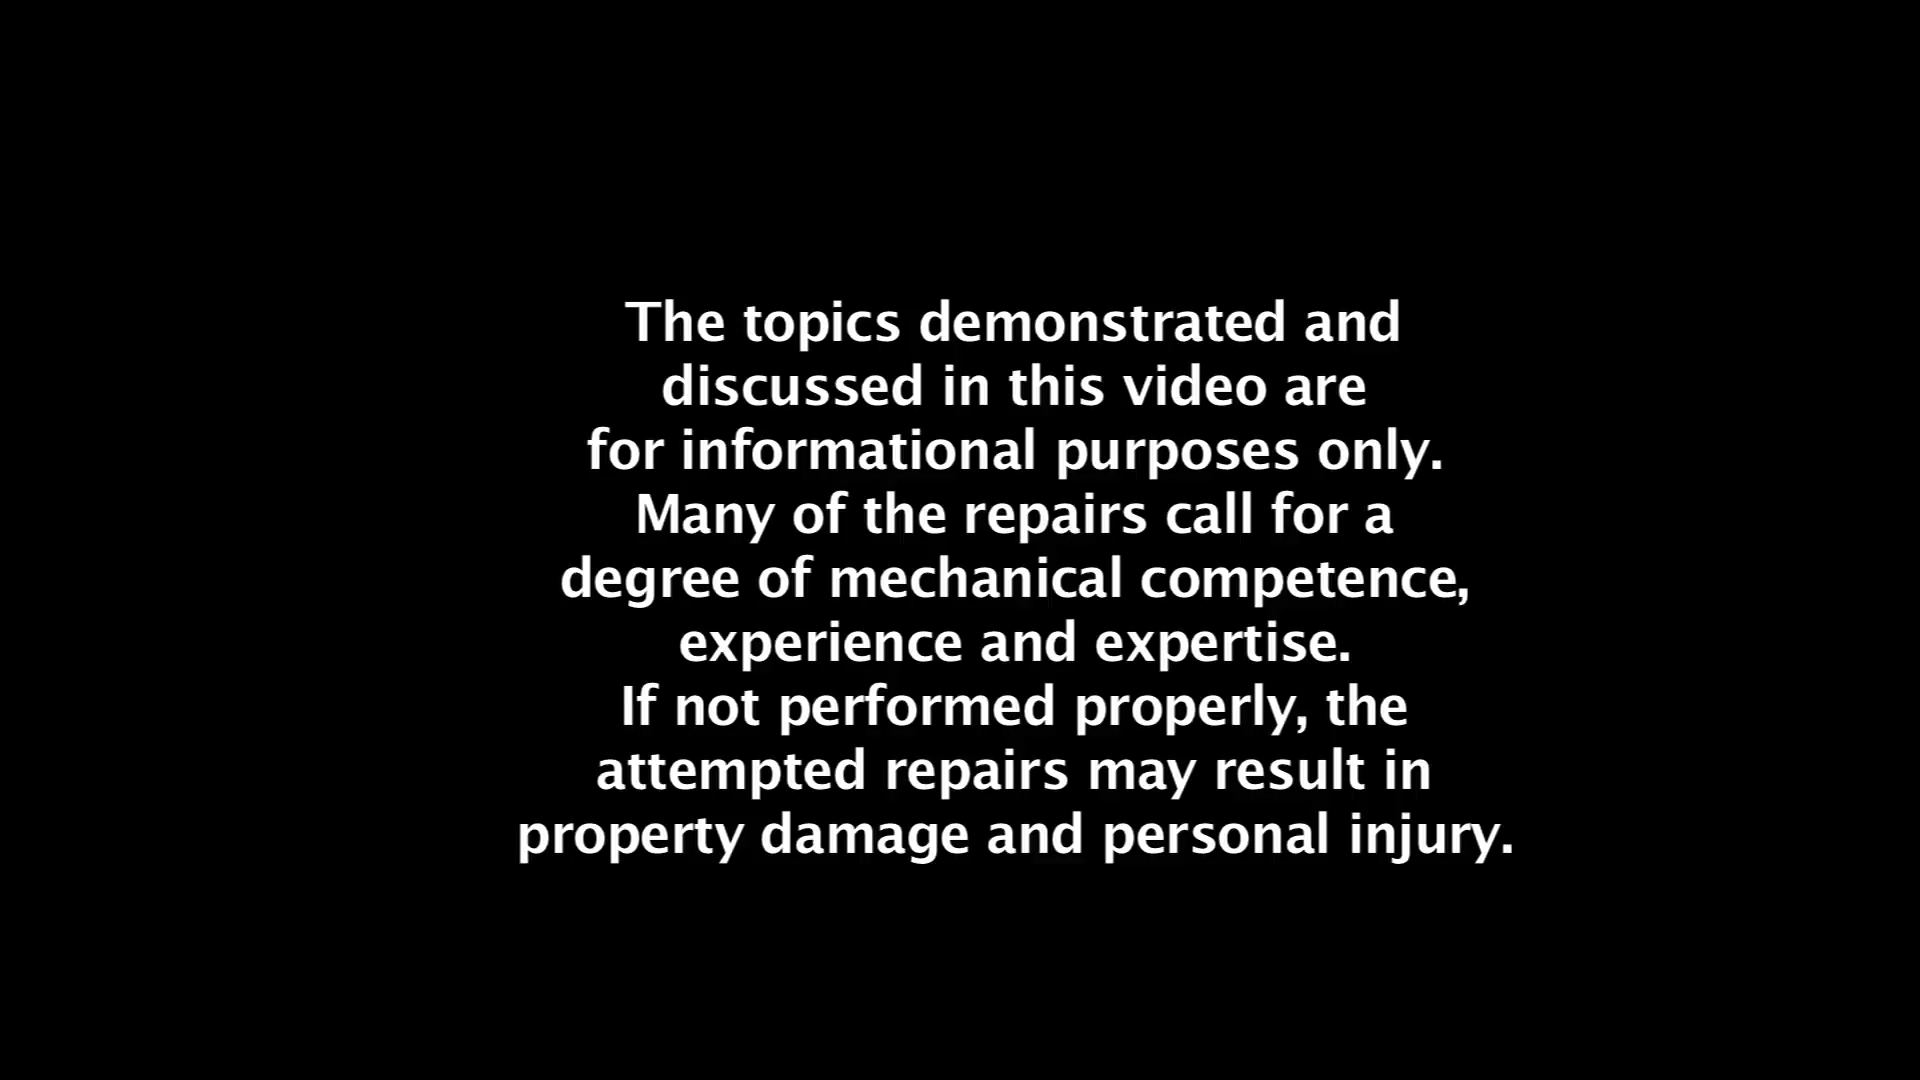 The topics demonstrated and
discussed in this video are
for informational purposes only.
Many of the repairs call for a
degree of mechanical competence,
experience and expertise.
If not performed properly, the
attempted repairs may result in
property damage and personal injury.